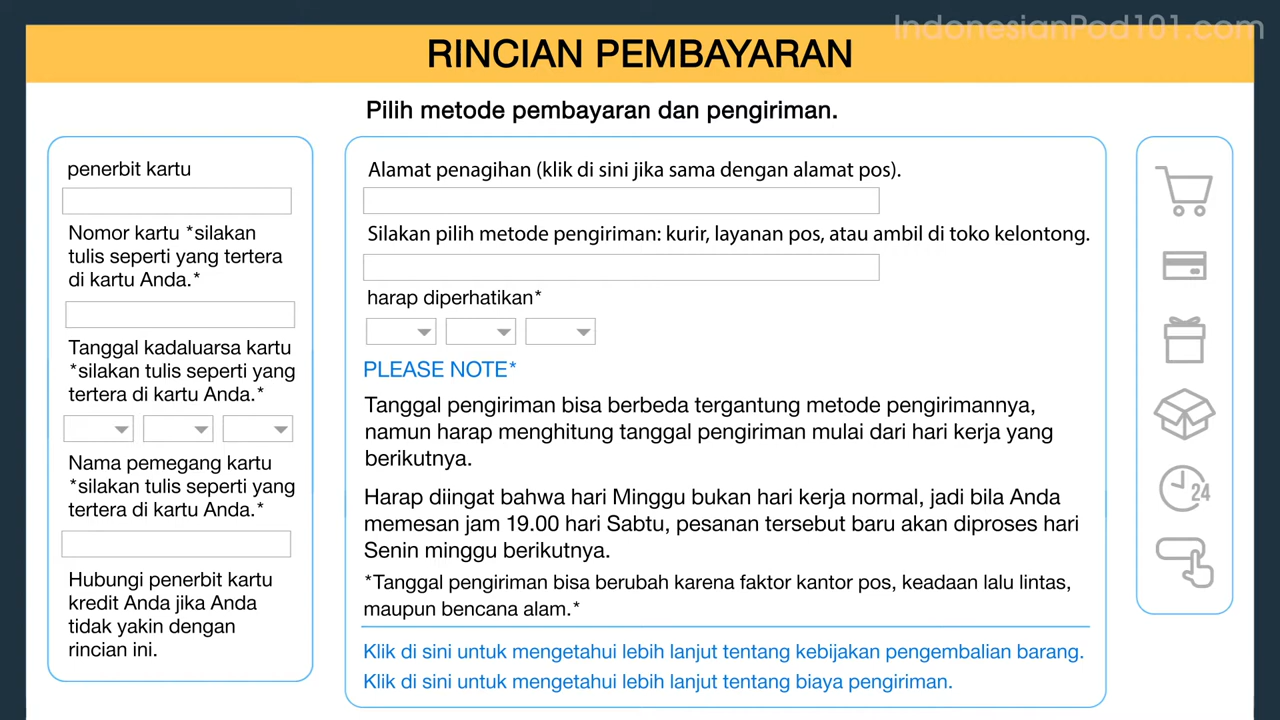 IndonesianPod101.com
RINCIAN PEMBAYARAN
Pilih metode pembayaran dan pengiriman.
penerbit kartu
Nomor kartu *silakan
tulis seperti yang tertera
di kartu Anda.*
Tanggal kadaluarsa kartu
*silakan tulis seperti yang
tertera di kartu Anda.*
Nama pemegang kartu
*silakan tulis seperti yang
tertera di kartu Anda.*
Hubungi penerbit kartu
kredit Anda jika Anda
tidak yakin dengan
rincian ini.
Alamat penagihan (klik di sini jika sama dengan alamat pos).
Silakan pilih metode pengiriman: kurir, layanan pos, atau ambil di toko kelontong.
harap diperhatikan*
PLEASE NOTE*
Tanggal pengiriman bisa berbeda tergantung metode pengirimannya,
namun harap menghitung tanggal pengiriman mulai dari hari kerja yang
berikutnya.
Harap diingat bahwa hari Minggu bukan hari kerja normal, jadi bila Anda
memesan jam 19.00 hari Sabtu, pesanan tersebut baru akan diproses hari
Senin minggu berikutnya.
*Tanggal pengiriman bisa berubah karena faktor kantor pos, keadaan lalu lintas,
maupun bencana alam.*
Klik di sini untuk mengetahui lebih lanjut tentang kebijakan pengembalian barang.
Klik di sini untuk mengetahui lebih lanjut tentang biaya pengiriman.
24